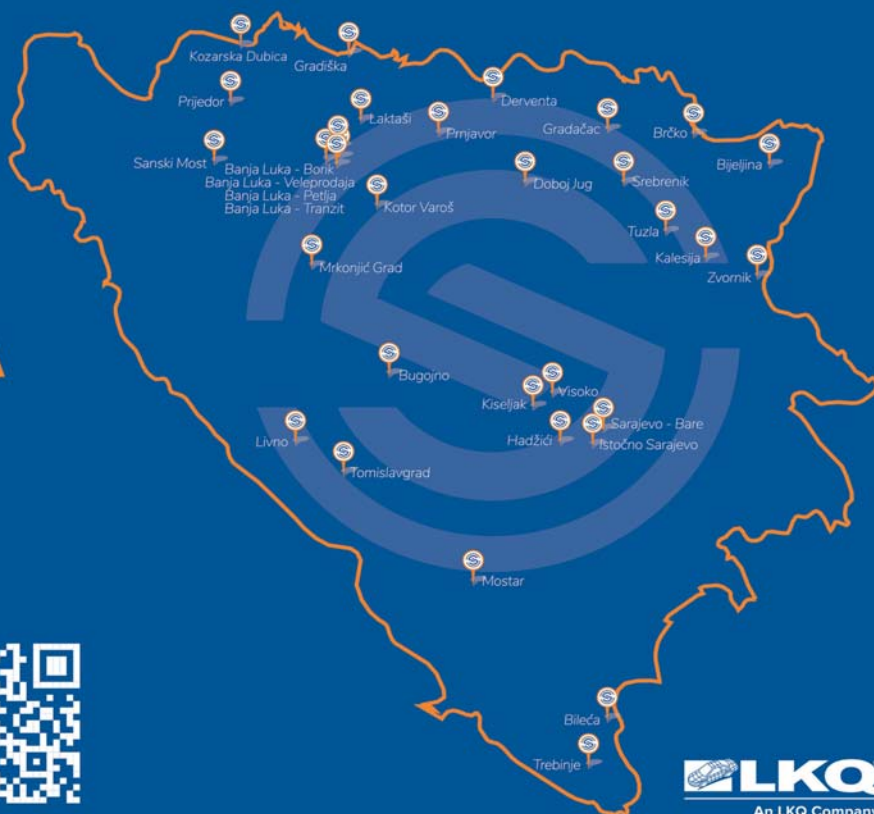 Kozarska Dubica
Gradiška
Prijedor
Laktaši
Derventa
Prnjavor
Gradačac
Brčko
Bijeljina
Sanski Most
Banja Luka - Borik
Banja Luka - Veleprodaja
Banja Luka - Petlja
Banja Luka - Tranzit
Kotor Varoš
Doboj Jug
Srebrenik
Tuzla
Kalesija
Zvornik
Mrkonjić Grad
Bugojno
Visoko
Kiseljak
Sarajevo - Bare
Hadžići
Istočno Sarajevo
Livno
Tomislavgrad
Mostar
Bileća
Trebinje
LKQ
An LKQ Company